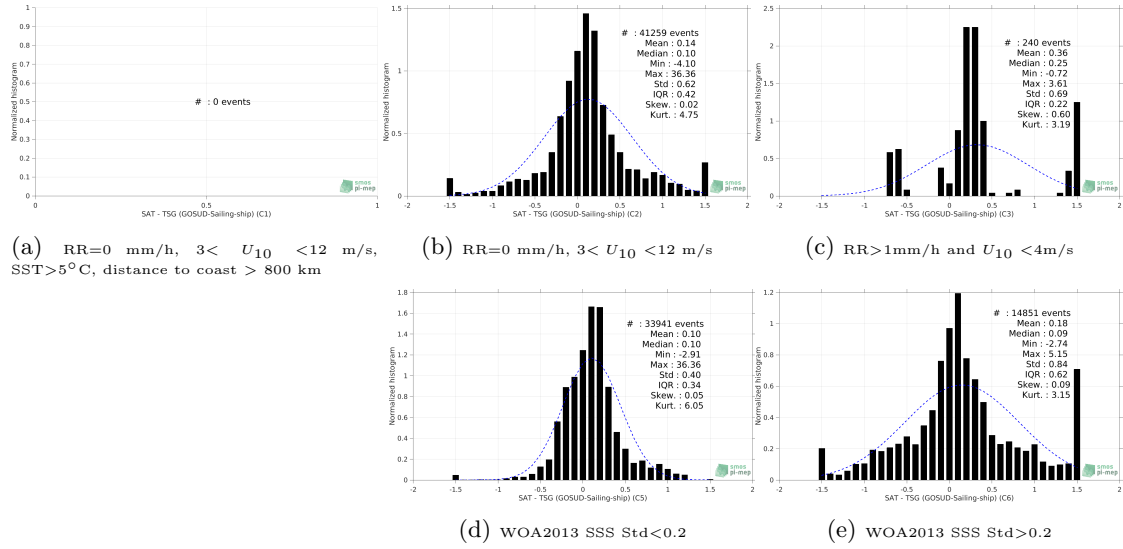 1
0.9
0.8
0.7
0.6
0.5
0.4
0.3
0.2
0.1
0
0
0.5
1
Normalized histogram
# : 0 events
smos
pi-mep
SAT - TSG (GOSUD-Sailing-ship) (C1)
(a) RR=0 mm/h, 3< U10 <12 m/s,
SST>5°C, distance to coast > 800 km
1.5
1
0.5
0
-2
-1.5
-1
-0.5
0
0.5
1
1.5
2
Normalized histogram
# : 41259 events
Mean : 0.14
Median : 0.10
Min : -4.10
Max : 36.36
Std : 0.62
IQR : 0.42
Skew. : 0.02
Kurt. : 4.75
smos
pi-mep
SAT - TSG (GOSUD-Sailing-ship) (C2)
(b) RR=0 mm/h, 3< U10 <12 m/s
2.5
2
1.5
1
0.5
0
-2
-1.5
-1
-0.5
0
0.5
1
1.5
2
Normalized histogram
# : 240 events
Mean : 0.36
Median : 0.25
Min : -0.72
Max : 3.61
Std : 0.69
IQR : 0.22
Skew. : 0.60
Kurt. : 3.19
smos
pi-mep
SAT - TSG (GOSUD-Sailing-ship) (C3)
(c) RR>1mm/h and U10 <4m/s
1.8
1.6
1.4
1.2
1
0.8
0.6
0.4
0.2
0
-2
-1.5
-1
-0.5
0
0.5
1
1.5
2
Normalized histogram
# : 33941 events
Mean : 0.10
Median : 0.10
Min : -2.91
Max : 36.36
Std : 0.40
IQR : 0.34
Skew. : 0.05
Kurt. : 6.05
smos
pi-mep
SAT - TSG (GOSUD-Sailing-ship) (C5)
(d) WOA2013 SSS Std<0.2
1.2
1
0.8
0.6
0.4
0.2
0
-2
-1.5
-1
-0.5
0
0.5
1
1.5
2
Normalized histogram
# : 14851 events
Mean : 0.18
Median : 0.09
Min : -2.74
Max : 5.15
Std : 0.84
IQR : 0.62
Skew. : 0.09
Kurt. : 3.15
smos
pi-mep
SAT - TSG (GOSUD-Sailing-ship) (C6)
(e) WOA2013 SSS Std>0.2